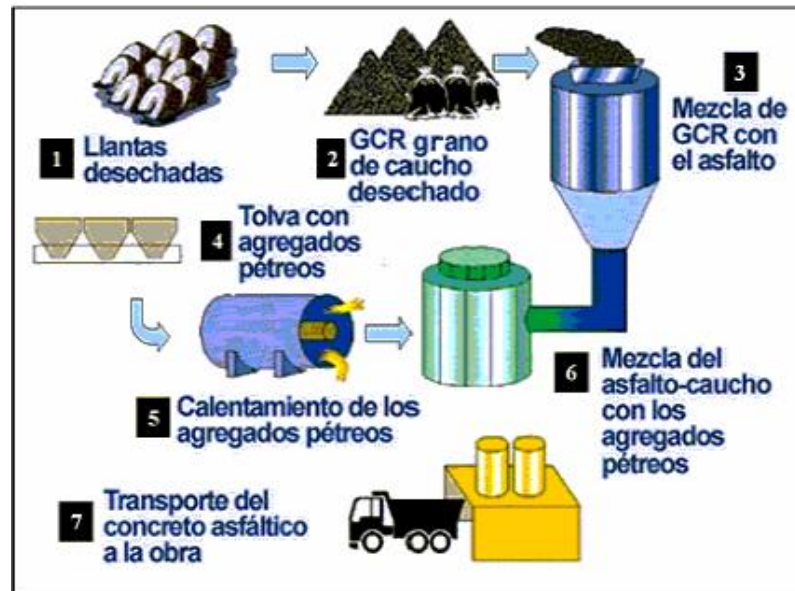 1 Llantas
desechadas
2 GCR grano
de caucho
desechado
3
Mezcla de
GCR con
el asfalto
4 Tolva con
agregados
pétreos
5 Calentamiento de los
agregados pétreos
6 Mezcla del
asfalto-caucho
con los
agregados
pétreos
7 Transporte del
concreto asfáltico
a la obra